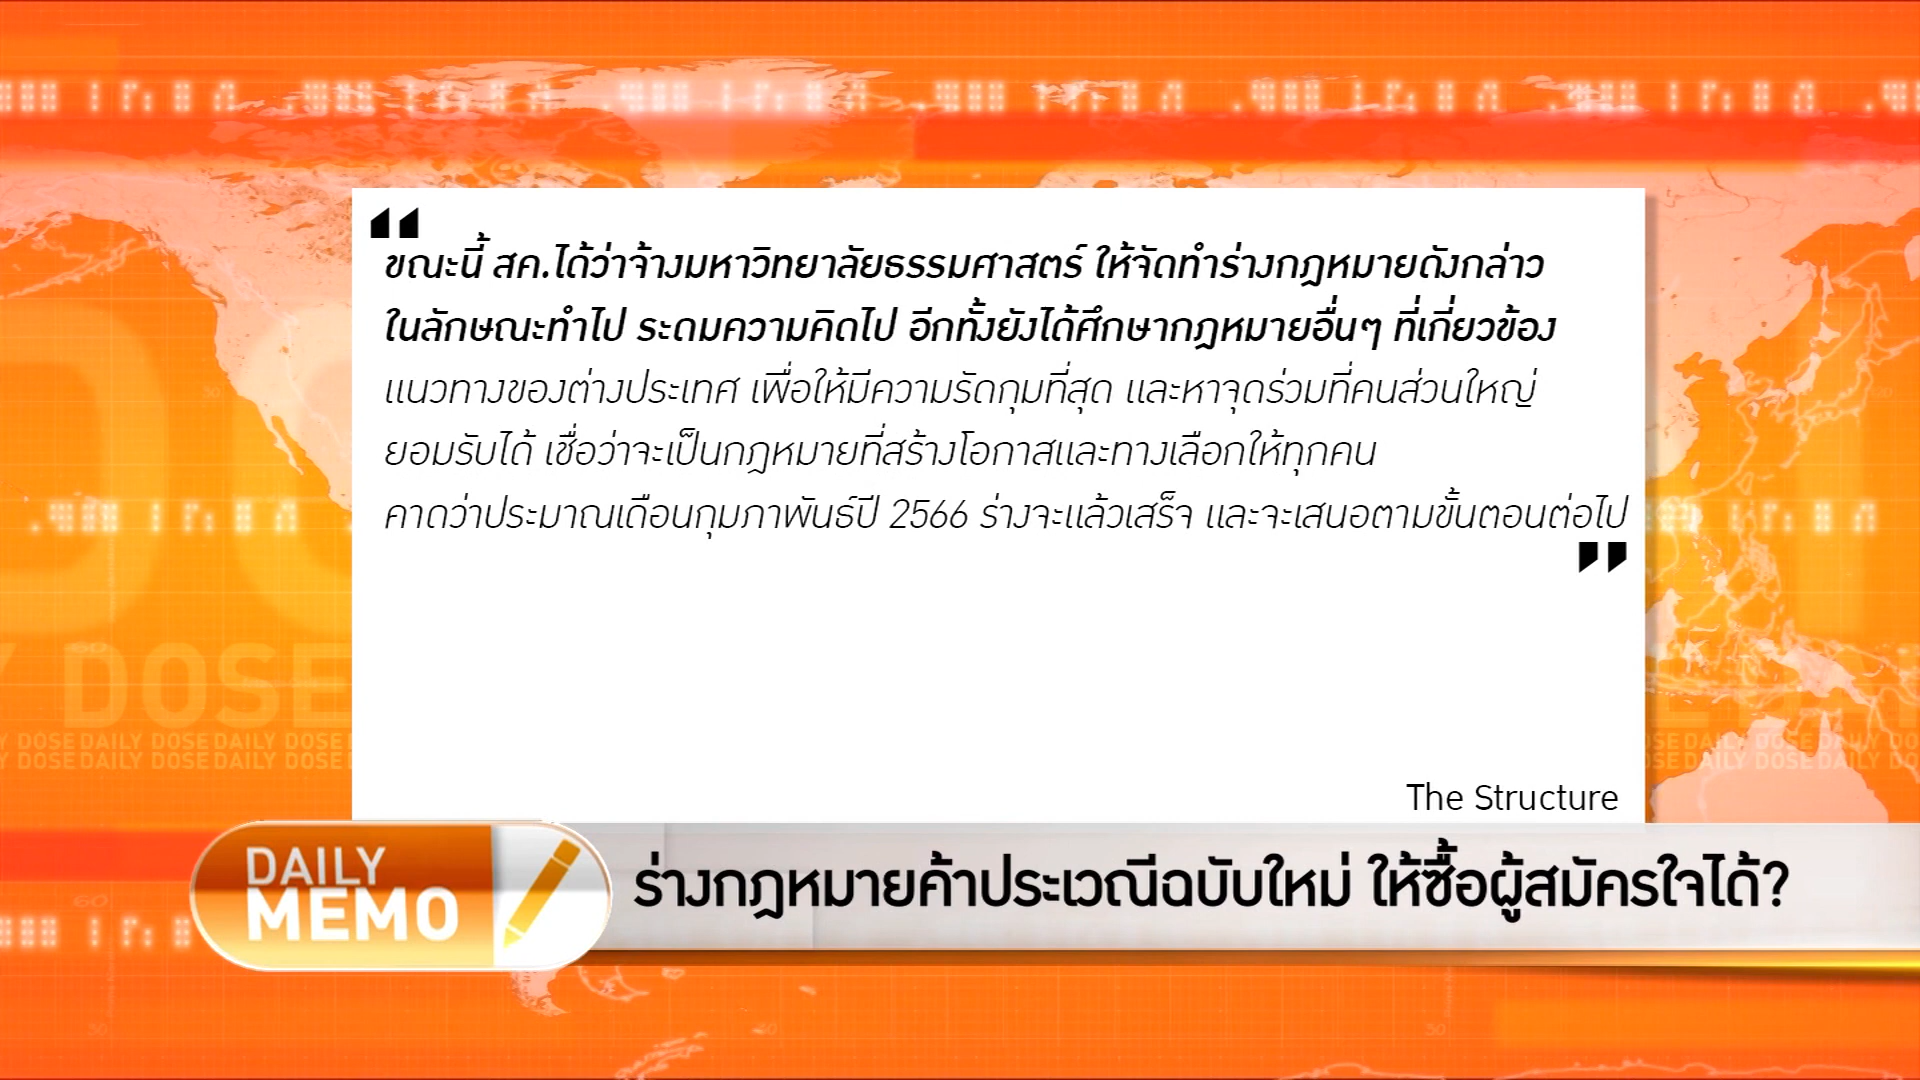 “
ขณะนี้ สค.ได้ว่าจ้างมหาวิทยาลัยธรรมศาสตร์ ให้จัดทำร่างกฎหมายดังกล่าว
ในลักษณะทำไป ระดมความคิดไป อีกทั้งยังได้ศึกษากฎหมายอื่นๆ ที่เกี่ยวข้อง
แนวทางของต่างประเทศ เพื่อให้มีความรัดกุมที่สุด และหาจุดร่วมที่คนส่วนใหญ่
ยอมรับได้ เชื่อว่าจะเป็นกฎหมายที่สร้างโอกาสและทางเลือกให้ทุกคน
คาดว่าประมาณเดือนกุมภาพันธ์ปี 2566 ร่างจะแล้วเสร็จ และจะเสนอตามขั้นตอนต่อไป
”
The Structure
DAILY
MEMO
ร่างกฎหมายค้าประเวณีฉบับใหม่ ให้ซื้อผู้สมัครใจได้?
DOSE
DOSE DAILY DOSE DAILY DOSE
DOSE DAILY DOSE DAILY DOSE